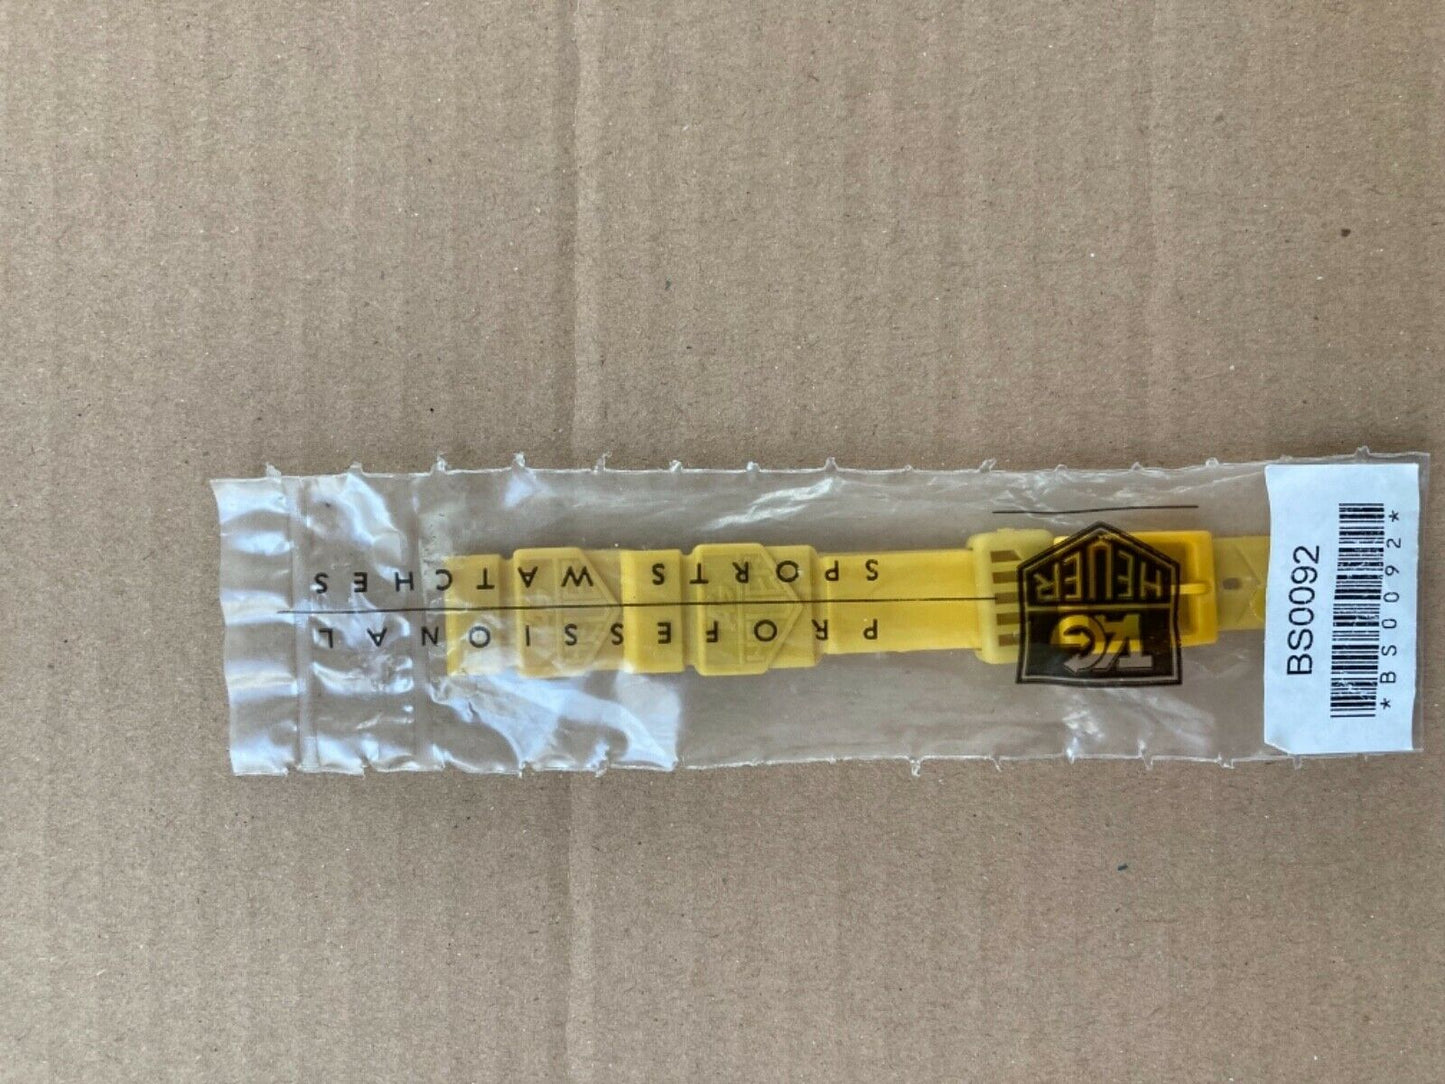 TAG
HEUER
PROFESSIONAL
SPORTS WATCHES
BS0092
*BS0092*